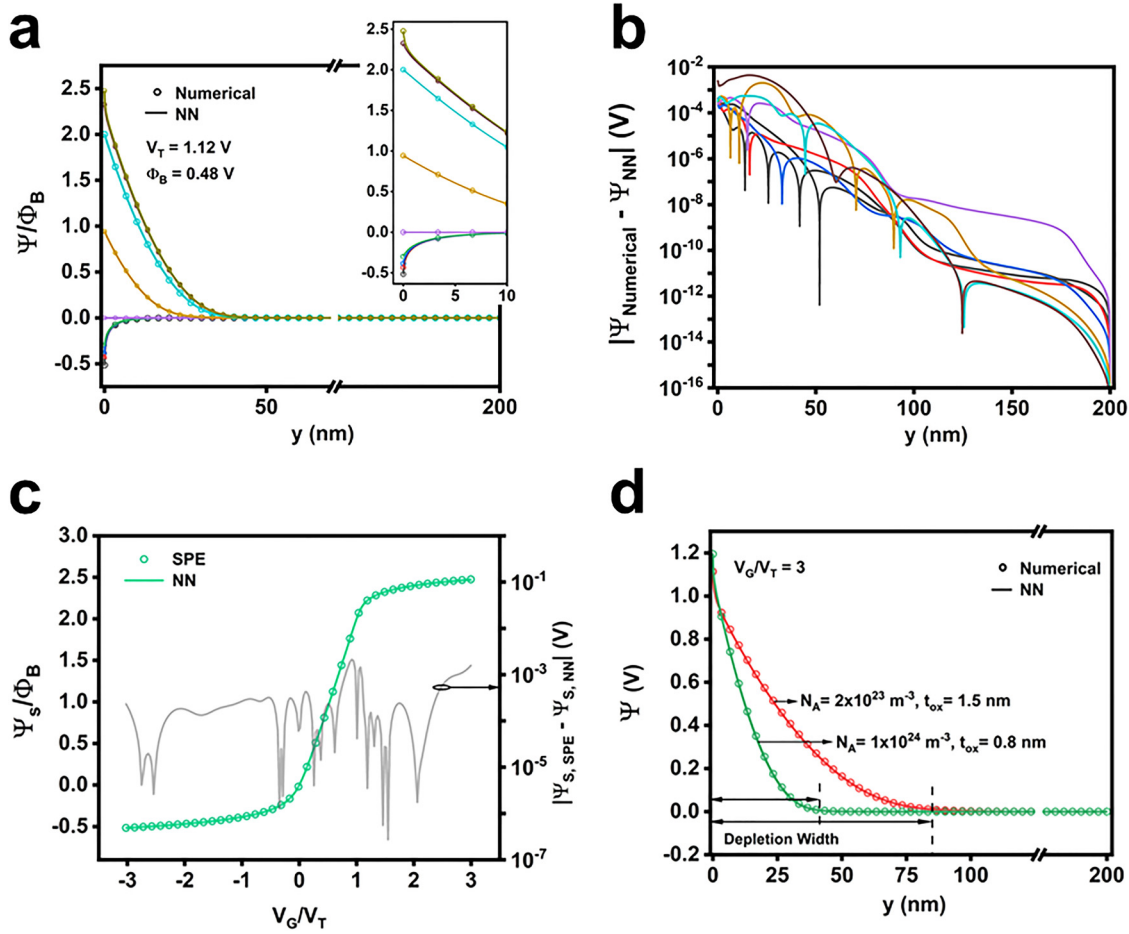 a
2.5
2.0
1.5
1.0
0.5
0.0
-0.5
Ψ/Φ_B
Numerical
NN
V_T = 1.12 V
Φ_B = 0.48 V
2.5
2.0
1.5
1.0
0.5
0.0
-0.5
0 5 10
0 50 200
y (nm)
b
10^-2
10^-4
10^-6
10^-8
10^-10
10^-12
10^-14
10^-16
|Ψ_Numerical - Ψ_NN| (V)
0 50 100 150 200
y (nm)
c
3.0
2.5
2.0
1.5
1.0
0.5
0.0
-0.5
Ψ_s/Φ_B
SPE
NN
10^-1
10^-3
10^-5
10^-7
|Ψ_S, SPE - Ψ_S, NN| (V)
-3 -2 -1 0 1 2 3
V_G/V_T
d
1.2
1.0
0.8
0.6
0.4
0.2
0.0
-0.2
Ψ (V)
V_G/V_T = 3
Numerical
NN
N_A= 2x10^23 m^-3, t_ox= 1.5 nm
N_A= 1x10^24 m^-3, t_ox= 0.8 nm
Depletion Width
0 25 50 75 100 200
y (nm)